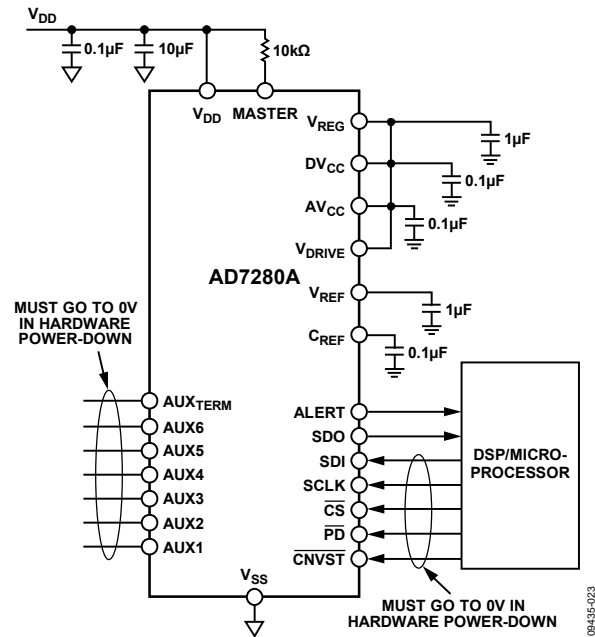 VDD
0.1µF
10µF
10kΩ
VDD
MASTER
VREG
1µF
DVCC
0.1µF
AVCC
0.1µF
VDRIVE
AD7280A
VREF
1µF
CREF
0.1µF
MUST GO TO 0V
IN HARDWARE
POWER-DOWN
AUXTERM
AUX6
AUX5
AUX4
AUX3
AUX2
AUX1
ALERT
SDO
SDI
SCLK
CS
PD
CNVST
DSP/MICRO-
PROCESSOR
VSS
MUST GO TO 0V IN
HARDWARE POWER-DOWN
09435-023